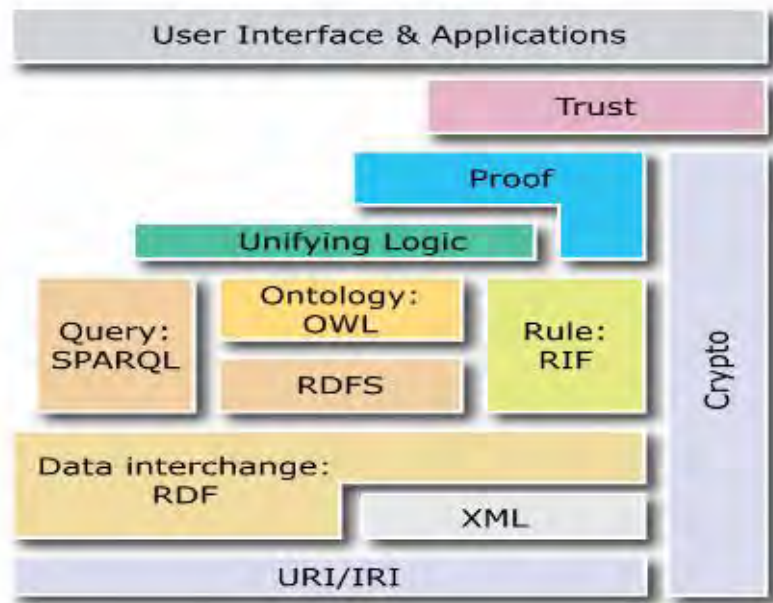 User Interface & Applications
Trust
Proof
Unifying Logic
Query:
SPARQL
Ontology:
OWL
RDFS
Rule:
RIF
Crypto
Data interchange:
RDF
XML
URI/IRI